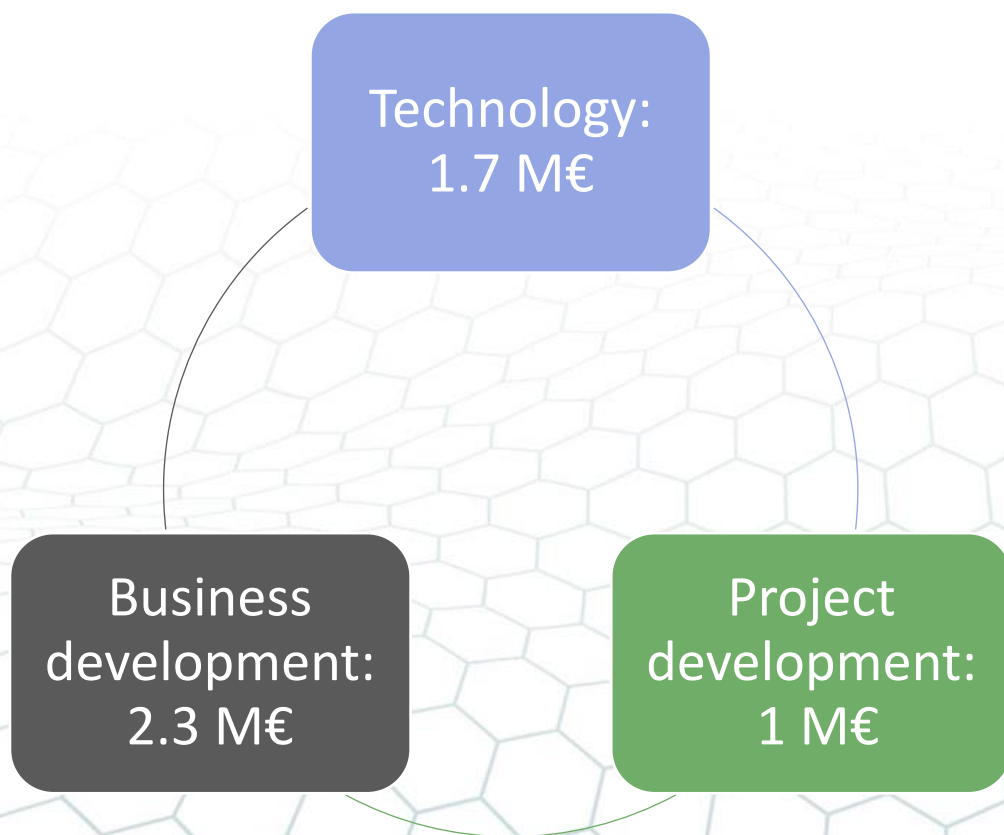 Technology:
1.7 M€
Business
development:
2.3 M€
Project
development:
1 M€